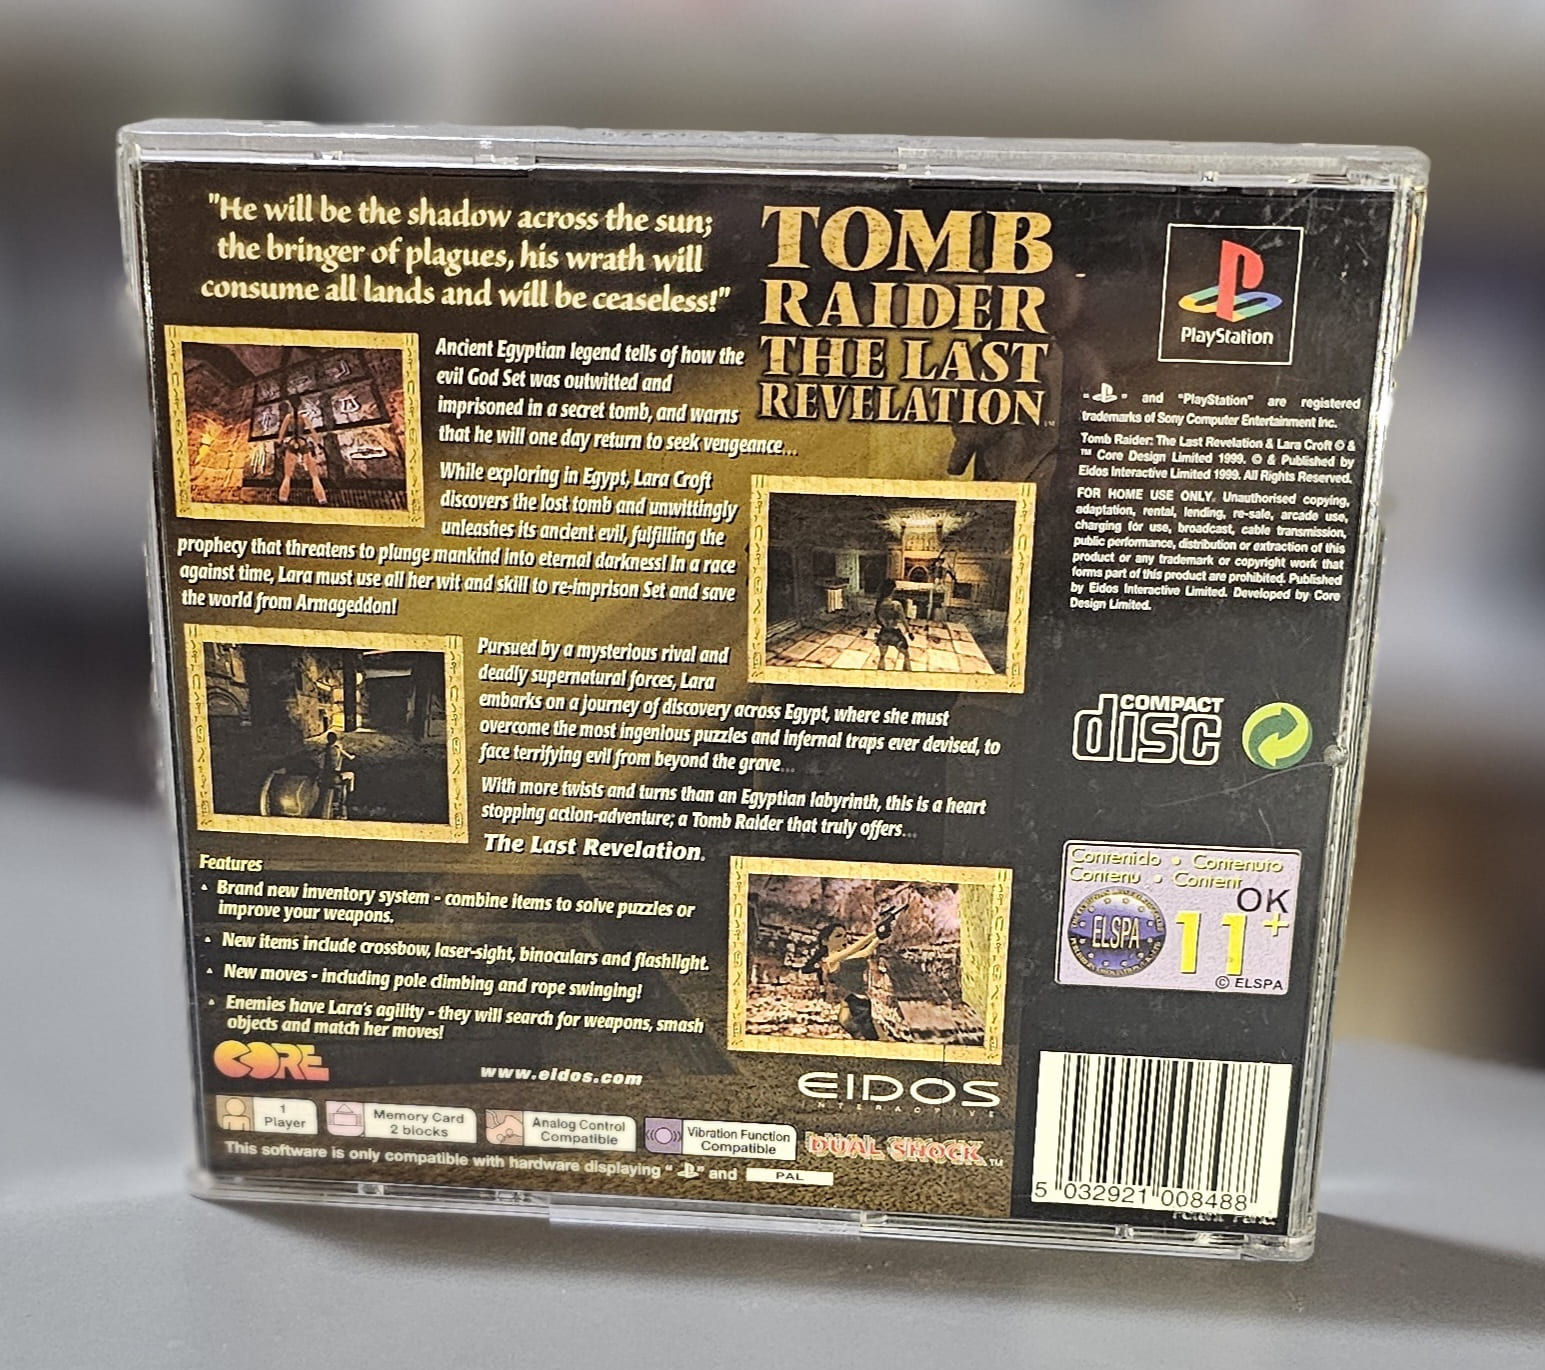 "He will be the shadow across the sun;
the bringer of plagues, his wrath will
consume all lands and will be ceaseless!"
TOMB
RAIDER
THE LAST
REVELATION
TM
Ancient Egyptian legend tells of how the
evil God Set was outwitted and
imprisoned in a secret tomb, and warns
that he will one day return to seek vengeance...
While exploring in Egypt, Lara Croft
discovers the lost tomb and unwittingly
unleashes its ancient evil, fulfilling the
prophecy that threatens to plunge mankind into eternal darkness! In a race
against time, Lara must use all her wit and skill to re-imprison Set and save
the world from Armageddon!
Pursued by a mysterious rival and
deadly supernatural forces, Lara
embarks on a journey of discovery across Egypt, where she must
overcome the most ingenious puzzles and infernal traps ever devised, to
face terrifying evil from beyond the grave...
With more twists and turns than an Egyptian labyrinth, this is a heart
stopping action-adventure; a Tomb Raider that truly offers...
The Last Revelation.
Features
• Brand new inventory system - combine items to solve puzzles or
improve your weapons.
• New items include crossbow, laser-sight, binoculars and flashlight.
• New moves - including pole climbing and rope swinging!
• Enemies have Lara's agility - they will search for weapons, smash
objects and match her moves!
CORE
www.eidos.com
EIDOS
INTERACTIVE
1
Player
Memory Card
2 blocks
Analog Control
Compatible
Vibration Function
Compatible
DUAL SHOCK™
This software is only compatible with hardware displaying " " and PAL
PlayStation
" " and "PlayStation" are registered
trademarks of Sony Computer Entertainment Inc.
Tomb Raider: The Last Revelation & Lara Croft © &
™ Core Design Limited 1999. © & Published by
Eidos Interactive Limited 1999. All Rights Reserved.
FOR HOME USE ONLY. Unauthorised copying,
adaptation, rental, lending, re-sale, arcade use,
charging for use, broadcast, cable transmission,
public performance, distribution or extraction of this
product or any trademark or copyright work that
forms part of this product are prohibited. Published
by Eidos Interactive Limited. Developed by Core
Design Limited.
COMPACT
disc
Contenido • Contenuto
Contenu • Content
OK
ELSPA
11+
© ELSPA
5 032921 008488